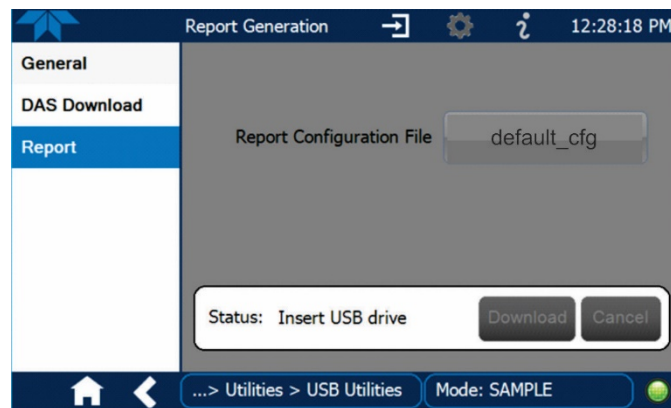 Report Generation 12:28:18 PM
General
DAS Download
Report
Report Configuration File default_cfg
Status: Insert USB drive Download Cancel
...> Utilities > USB Utilities Mode: SAMPLE